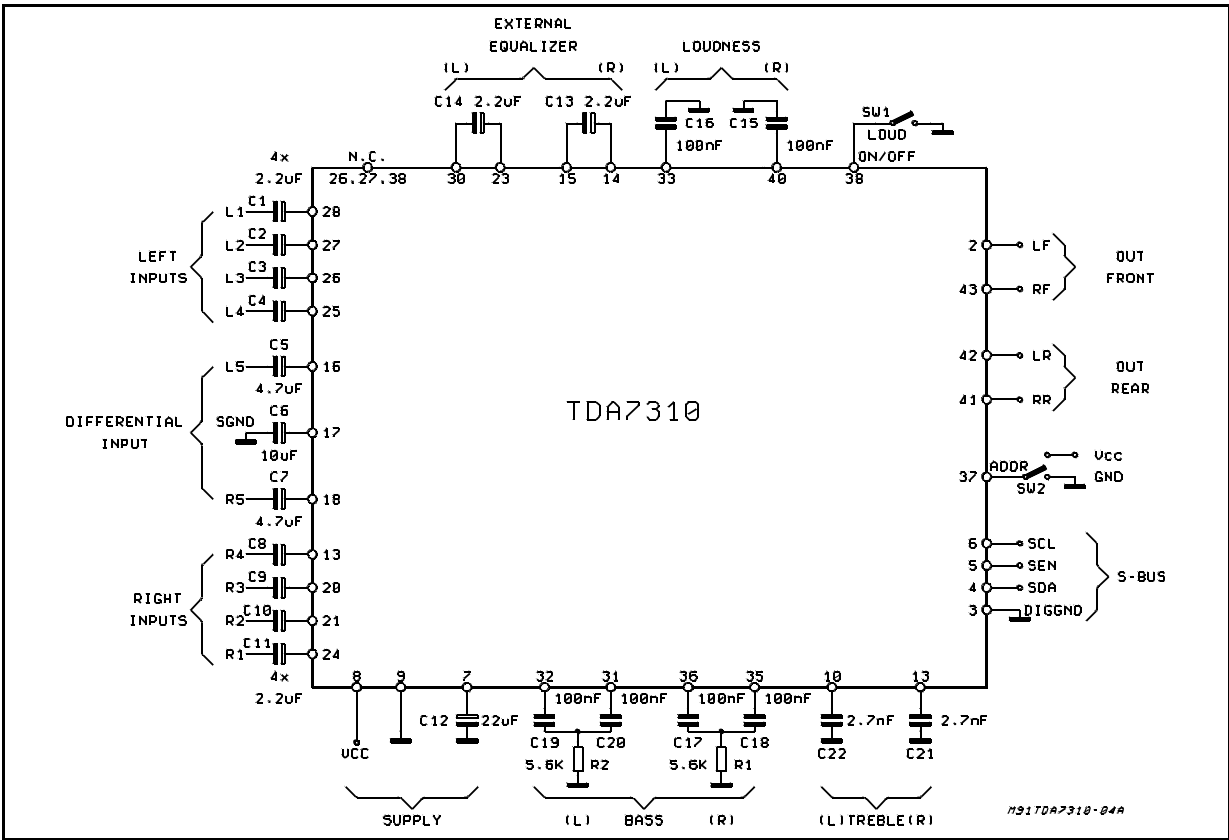 EXTERNAL
EQUALIZER
LOUDNESS
(L) (R) (L) (R)
C14 2.2uF C13 2.2uF
C16 C15
100nF 100nF
SW1
LOUD
ON/OFF
4x
2.2uF
N.C.
26.27.38 30 23 15 14 33 40 38
L1 C1 28
L2 C2 27
L3 C3 26
L4 C4 25
LEFT
INPUTS
C5
L5 16
4.7uF
C6
SGND 17
10uF
C7
R5 18
4.7uF
DIFFERENTIAL
INPUT
R4 C8 13
R3 C9 20
R2 C10 21
R1 C11 24
RIGHT
INPUTS
4x
2.2uF
TDA7310
2 LF
43 RF
OUT
FRONT
42 LR
41 RR
OUT
REAR
37 ADDR
SW2
VCC
GND
6 SCL
5 SEN
4 SDA
3 DIGGND
S-BUS
8 9 7 32 31 36 35 10 13
100nF 100nF 100nF 100nF
C12 22uF
2.7nF 2.7nF
VCC
C19 C20 C17 C18 C22 C21
5.6K R2 5.6K R1
SUPPLY (L) BASS (R) (L) TREBLE (R)
M91TDA7310-04A